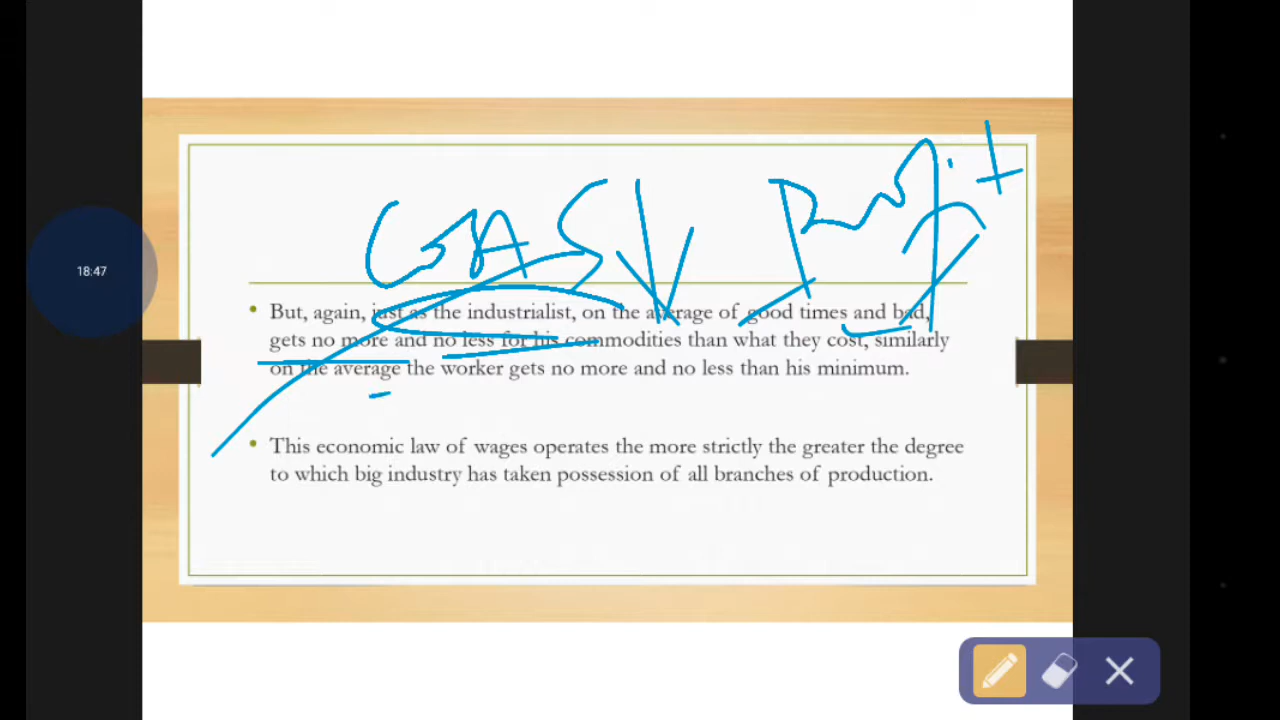 Cost Profit
18:47
But, again, just as the industrialist, on the average of good times and bad,
gets no more and no less for his commodities than what they cost, similarly
on the average the worker gets no more and no less than his minimum.
This economic law of wages operates the more strictly the greater the degree
to which big industry has taken possession of all branches of production.